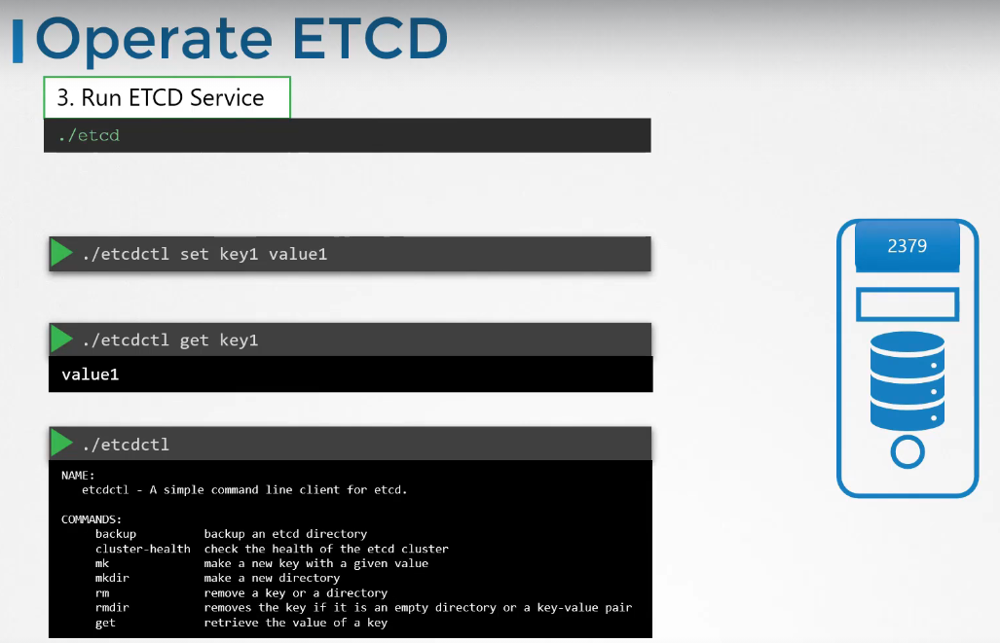 Operate ETCD
3. Run ETCD Service
./etcd
./etcdctl set key1 value1
2379
./etcdctl get key1
value1
./etcdctl
NAME:
etcdctl - A simple command line client for etcd.
COMMANDS:
backup backup an etcd directory
cluster-health check the health of the etcd cluster
mk make a new key with a given value
mkdir make a new directory
rm remove a key or a directory
rmdir removes the key if it is an empty directory or a key-value pair
get retrieve the value of a key